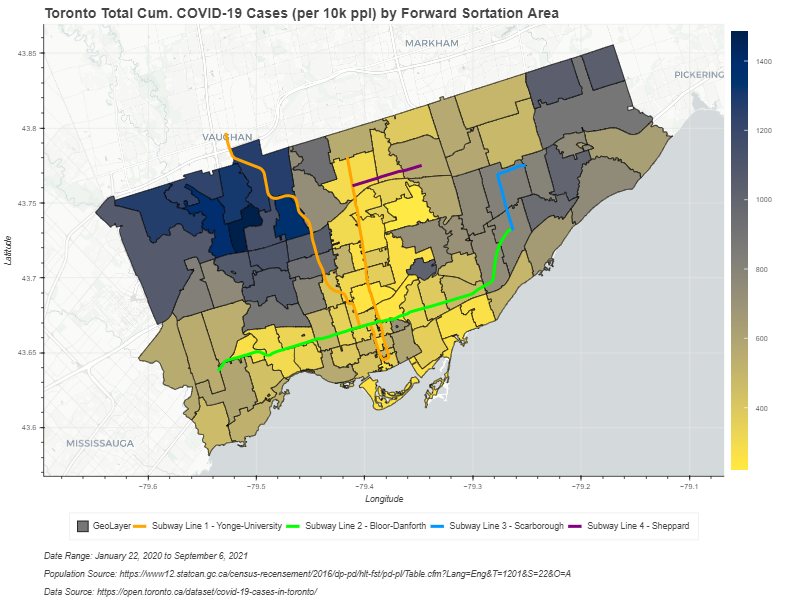 Toronto Total Cum. COVID-19 Cases (per 10k ppl) by Forward Sortation Area
MARKHAM
PICKERING
VAUGHAN
MISSISSAUGA
43.85
43.8
43.75
43.7
43.65
43.6
Latitude
−79.6
−79.5
−79.4
−79.3
−79.2
−79.1
Longitude
1400
1200
1000
800
600
400
GeoLayer Subway Line 1 - Yonge-University Subway Line 2 - Bloor-Danforth Subway Line 3 - Scarborough Subway Line 4 - Sheppard
Date Range: January 22, 2020 to September 6, 2021
Population Source: https://www12.statcan.gc.ca/census-recensement/2016/dp-pd/hlt-fst/pd-pl/Table.cfm?Lang=Eng&T=1201&S=22&O=A
Data Source: https://open.toronto.ca/dataset/covid-19-cases-in-toronto/